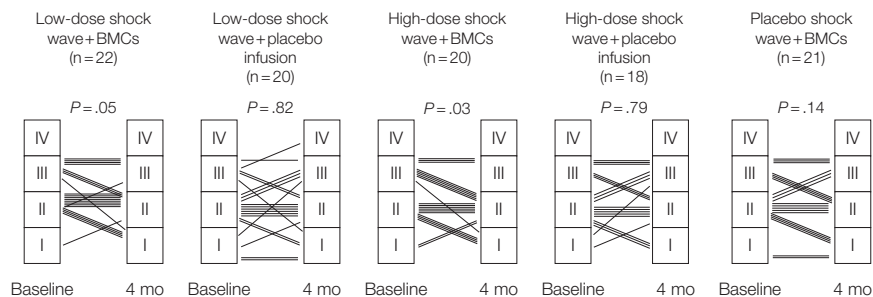 Low-dose shock
wave+BMCs
(n=22)
P=.05
IV IV
III III
II II
I I
Baseline 4 mo
Low-dose shock
wave+placebo
infusion
(n=20)
P=.82
IV IV
III III
II II
I I
Baseline 4 mo
High-dose shock
wave+BMCs
(n=20)
P=.03
IV IV
III III
II II
I I
Baseline 4 mo
High-dose shock
wave+placebo
infusion
(n=18)
P=.79
IV IV
III III
II II
I I
Baseline 4 mo
Placebo shock
wave+BMCs
(n=21)
P=.14
IV IV
III III
II II
I I
Baseline 4 mo